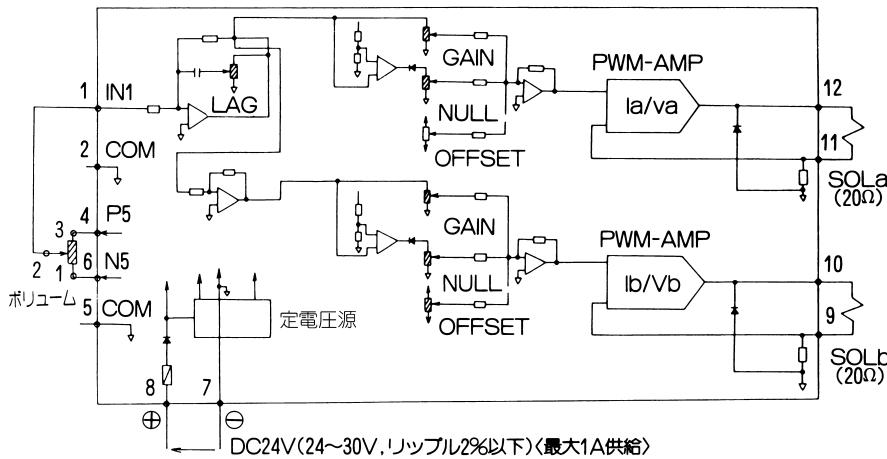 GAIN
PWM-AMP
1 IN1
LAG
Ia/va
12
NULL
11
2 COM
OFFSET
SOLa
(20Ω)
4 P5
3
GAIN
2
PWM-AMP
1 6 N5
10
ボリューム
NULL
Ib/Vb
5 COM
定電圧源
OFFSET
9
SOLb
(20Ω)
8 7
⊕ ⊖
DC24V(24〜30V,リップル2%以下)〈最大1A供給〉